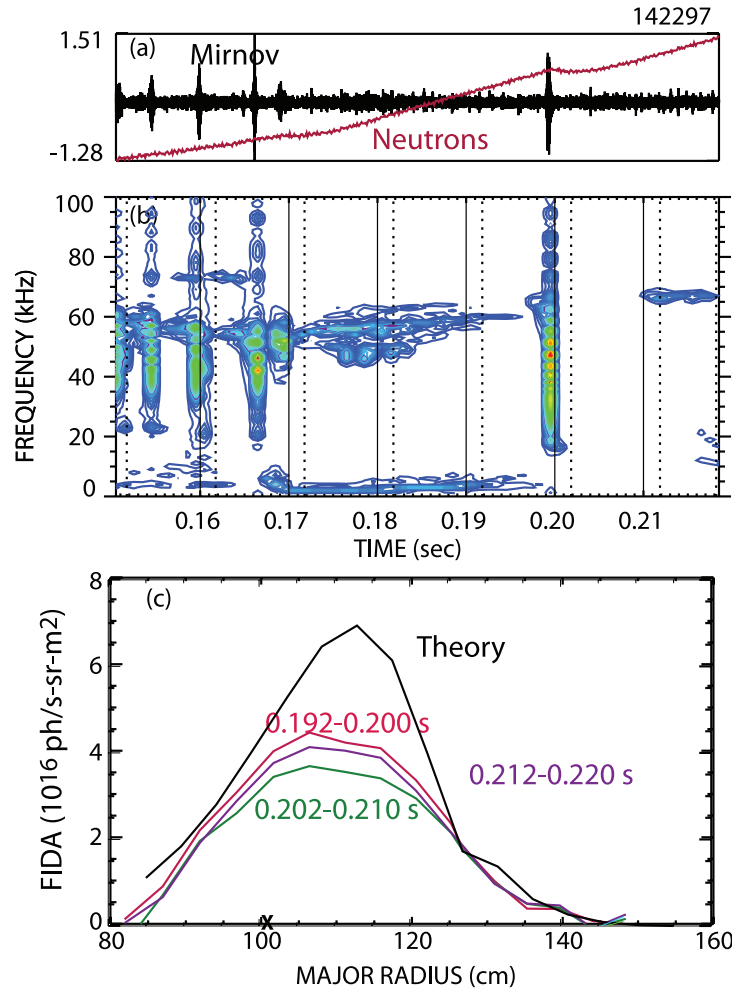 142297
1.51
(a)
Mirnov
Neutrons
-1.28
100
(b)
80
60
40
20
0
FREQUENCY (kHz)
0.16 0.17 0.18 0.19 0.20 0.21
TIME (sec)
8
(c)
6
4
2
0
FIDA (10¹⁶ ph/s-sr-m2)
Theory
0.192-0.200 s
0.212-0.220 s
0.202-0.210 s
x
80 100 120 140 160
MAJOR RADIUS (cm)